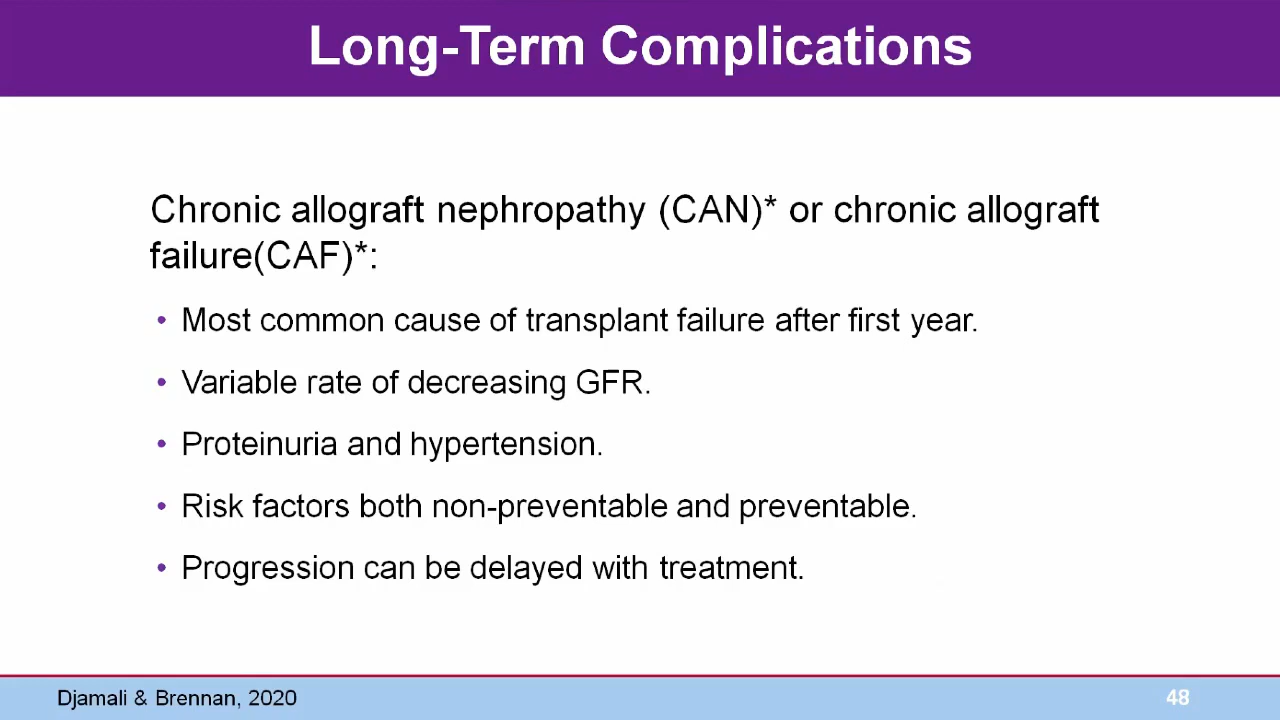 Long-Term Complications
Chronic allograft nephropathy (CAN)* or chronic allograft
failure(CAF)*:
• Most common cause of transplant failure after first year.
• Variable rate of decreasing GFR.
• Proteinuria and hypertension.
• Risk factors both non-preventable and preventable.
• Progression can be delayed with treatment.
Djamali & Brennan, 2020
48